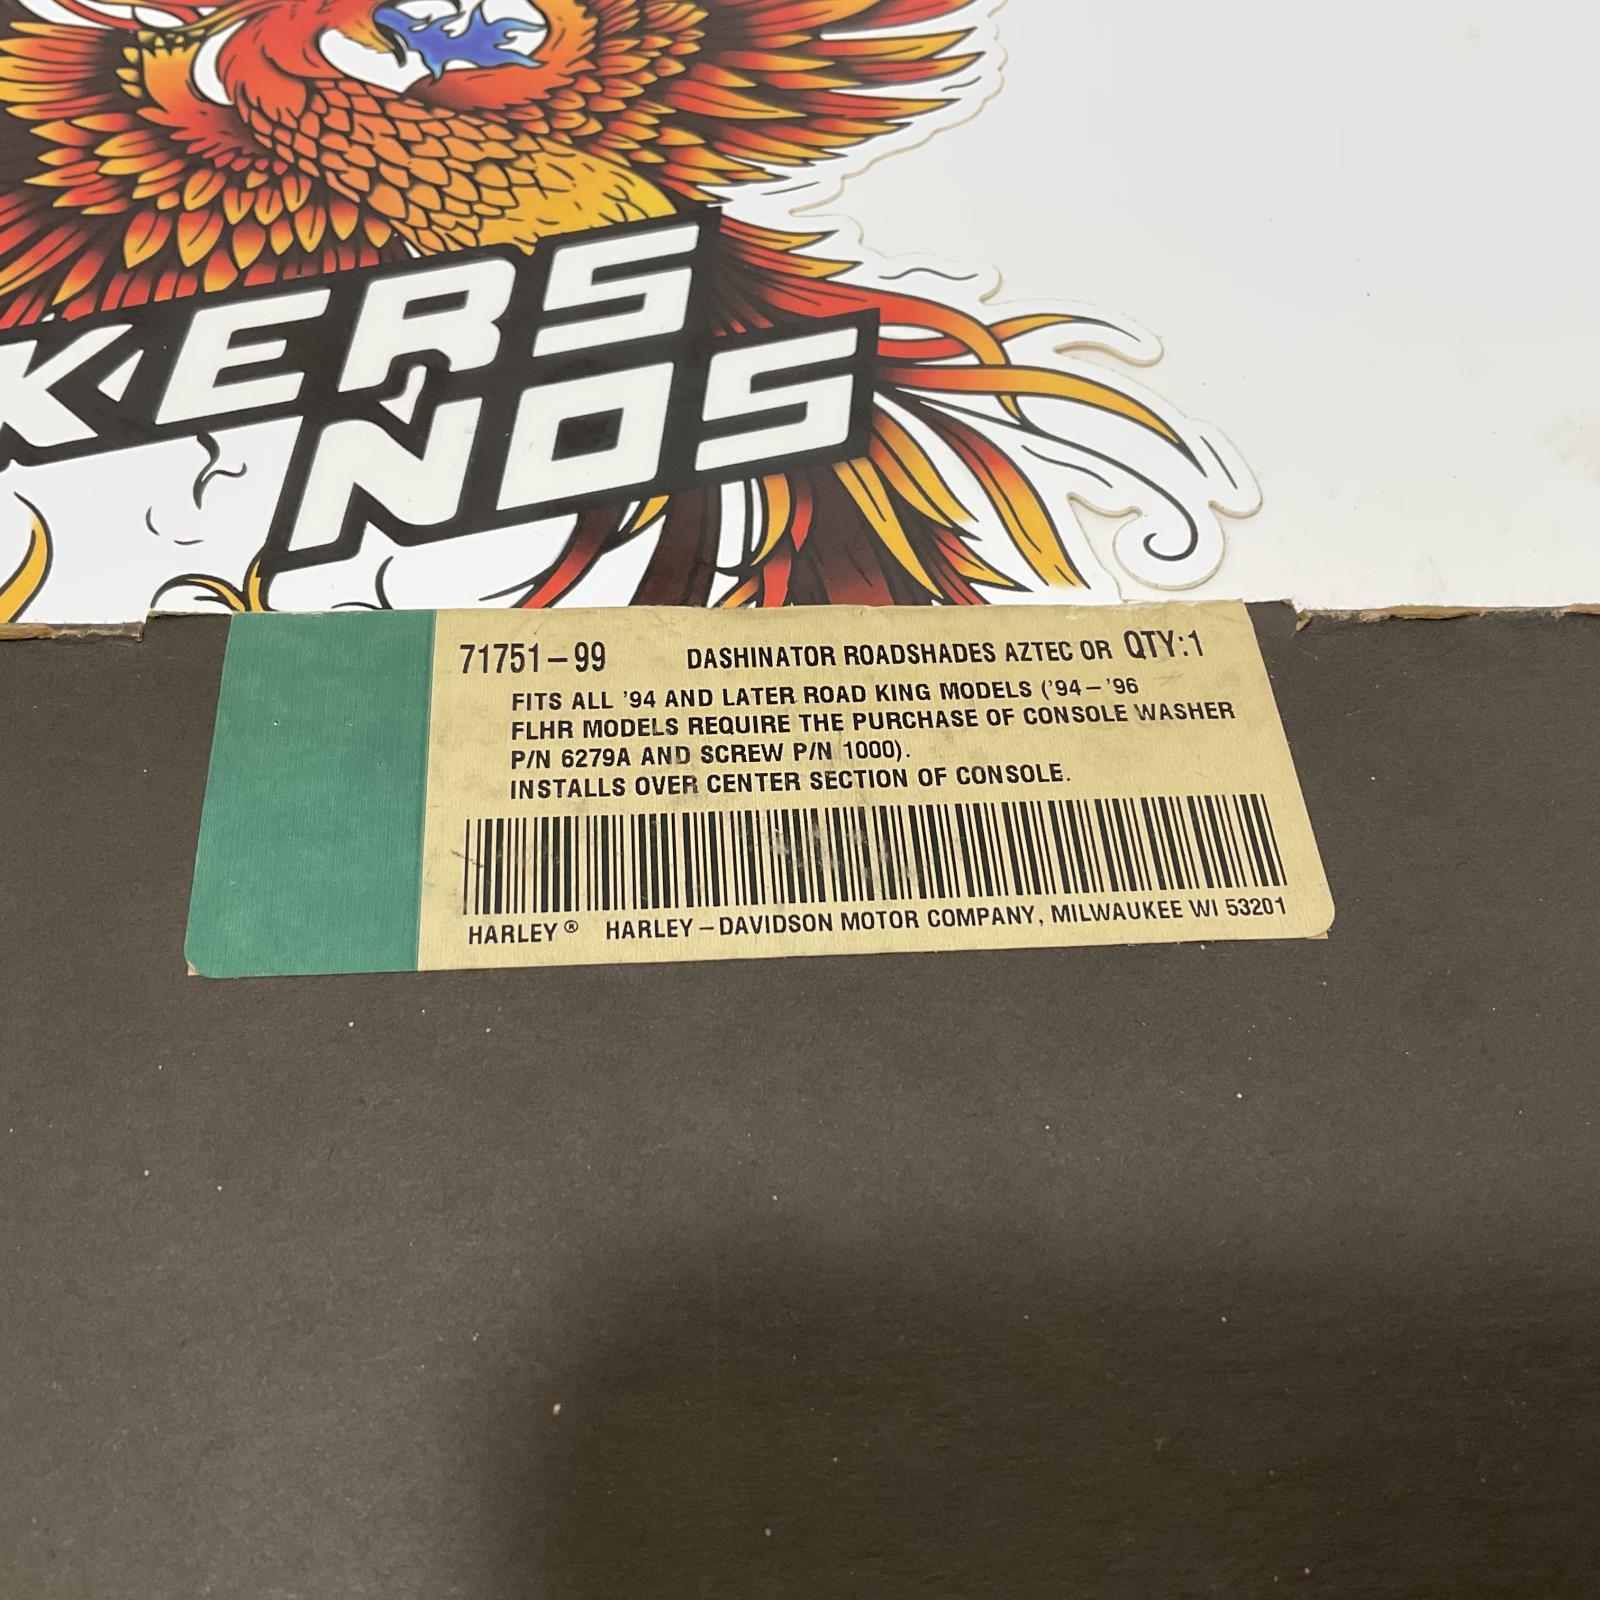 KERS
NOS
71751-99 DASHINATOR ROADSHADES AZTEC OR QTY:1
FITS ALL '94 AND LATER ROAD KING MODELS ('94-'96
FLHR MODELS REQUIRE THE PURCHASE OF CONSOLE WASHER
P/N 6279A AND SCREW P/N 1000).
INSTALLS OVER CENTER SECTION OF CONSOLE.
HARLEY® HARLEY-DAVIDSON MOTOR COMPANY, MILWAUKEE WI 53201